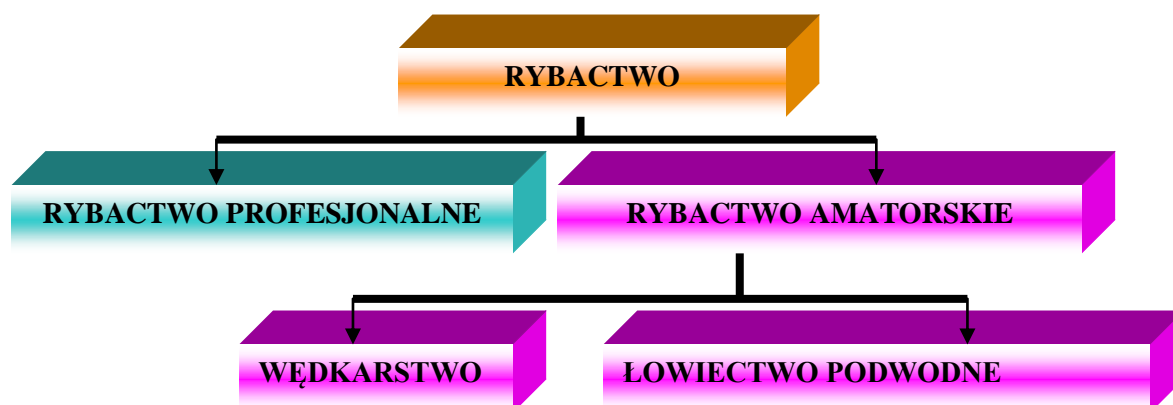 RYBACTWO
RYBACTWO PROFESJONALNE
RYBACTWO AMATORSKIE
WĘDKARSTWO
ŁOWIECTWO PODWODNE